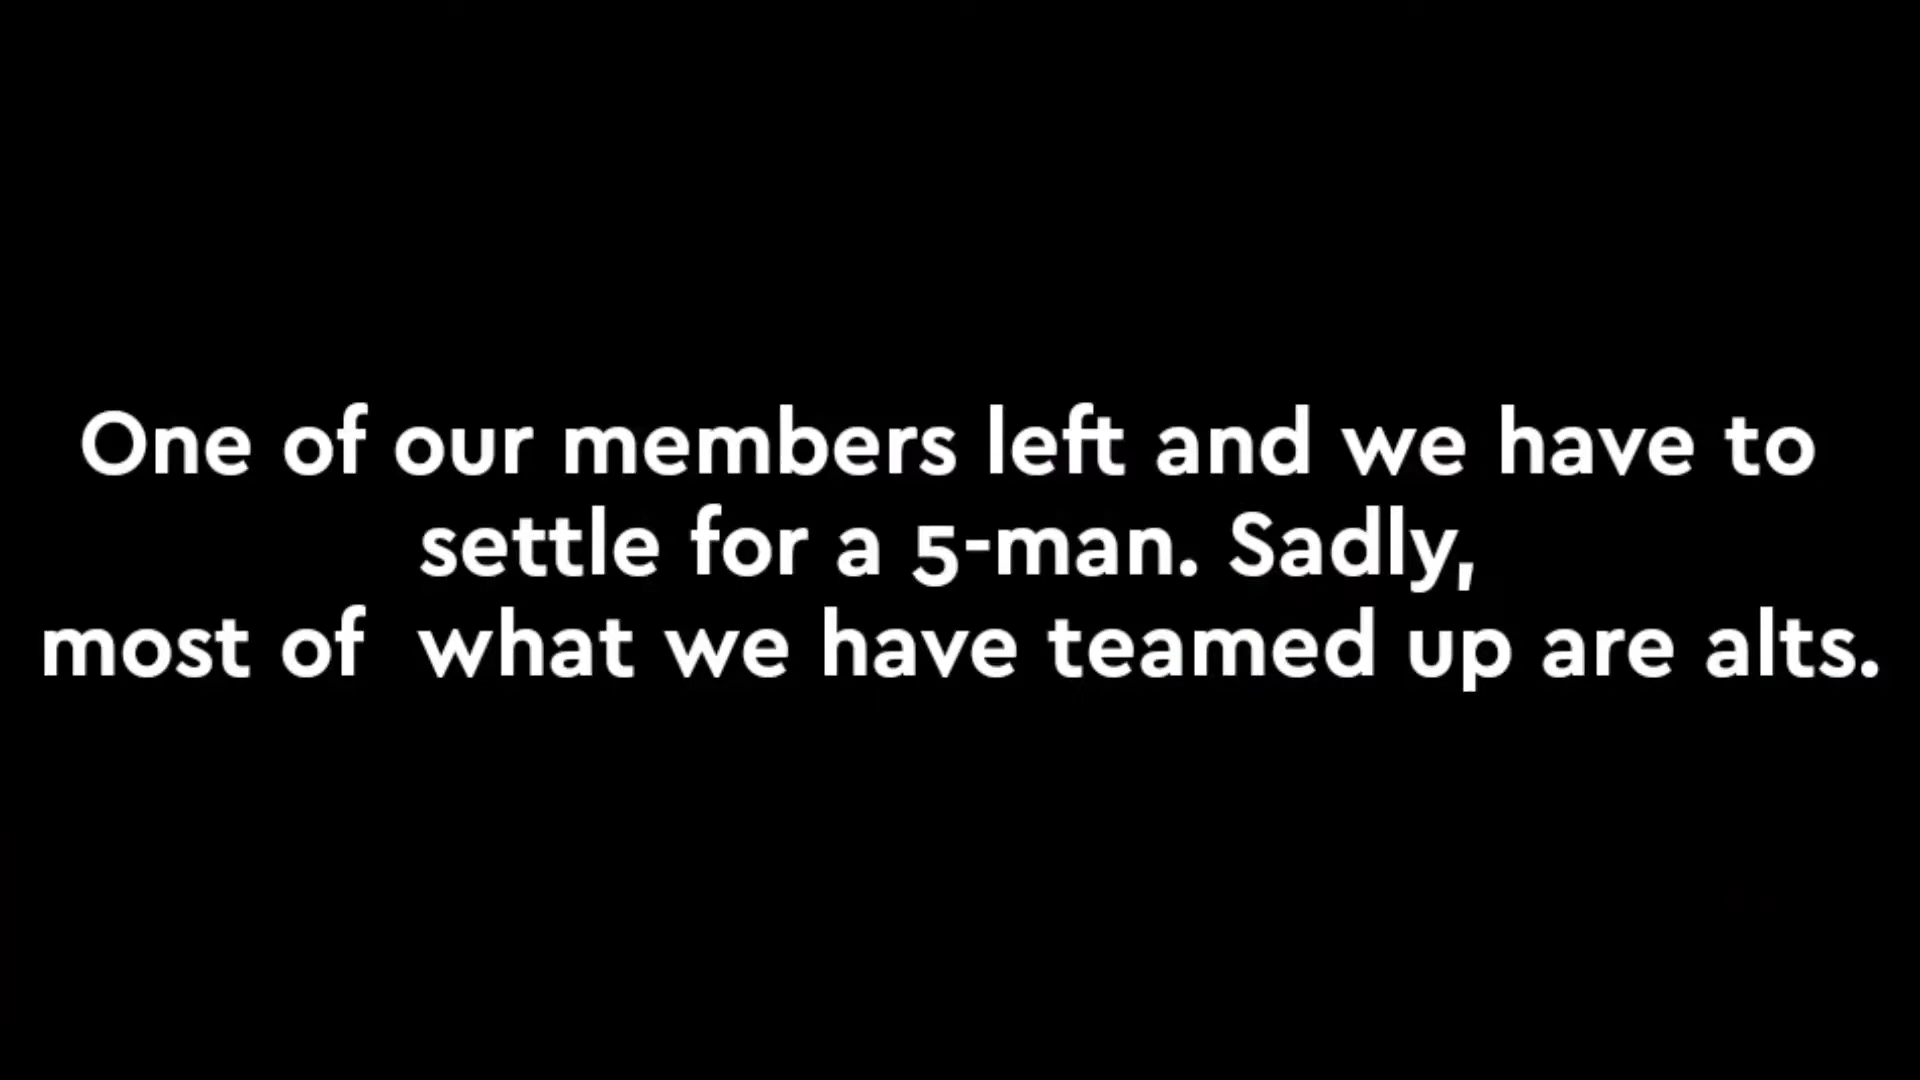 One of our members left and we have to
settle for a 5-man. Sadly,
most of  what we have teamed up are alts.